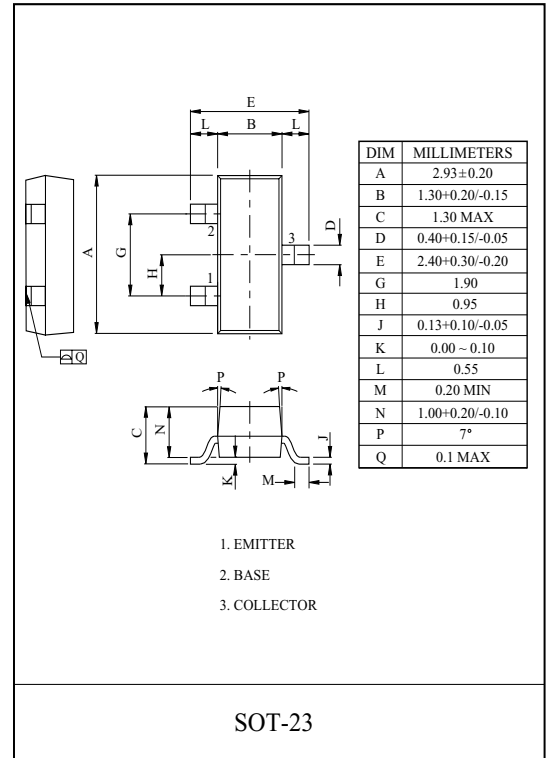 E
L B L
A
G
H
2
1
3
D
D Q
P P
C
N
K
M
J
DIM MILLIMETERS
A 2.93±0.20
B 1.30+0.20/-0.15
C 1.30 MAX
D 0.40+0.15/-0.05
E 2.40+0.30/-0.20
G 1.90
H 0.95
J 0.13+0.10/-0.05
K 0.00 ~ 0.10
L 0.55
M 0.20 MIN
N 1.00+0.20/-0.10
P 7°
Q 0.1 MAX
1. EMITTER
2. BASE
3. COLLECTOR
SOT-23